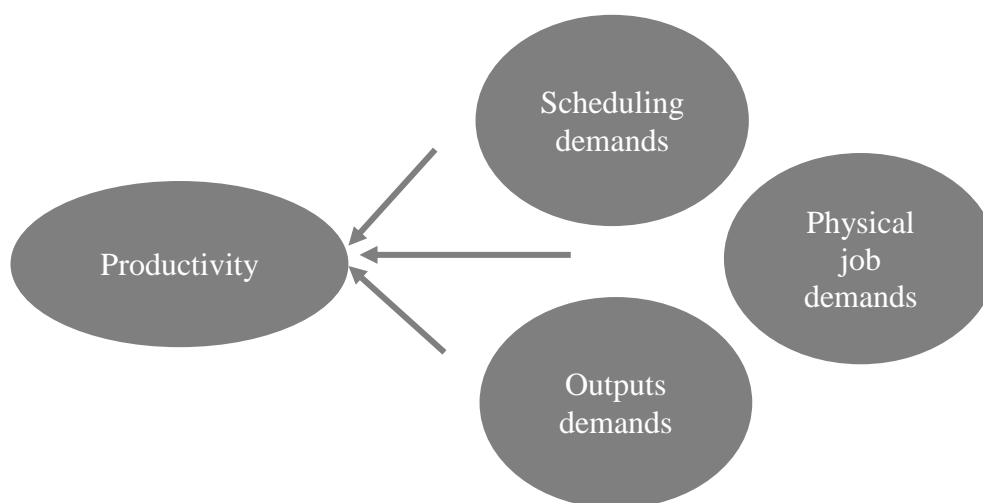 Scheduling
demands
Physical
job
demands
Productivity
Outputs
demands